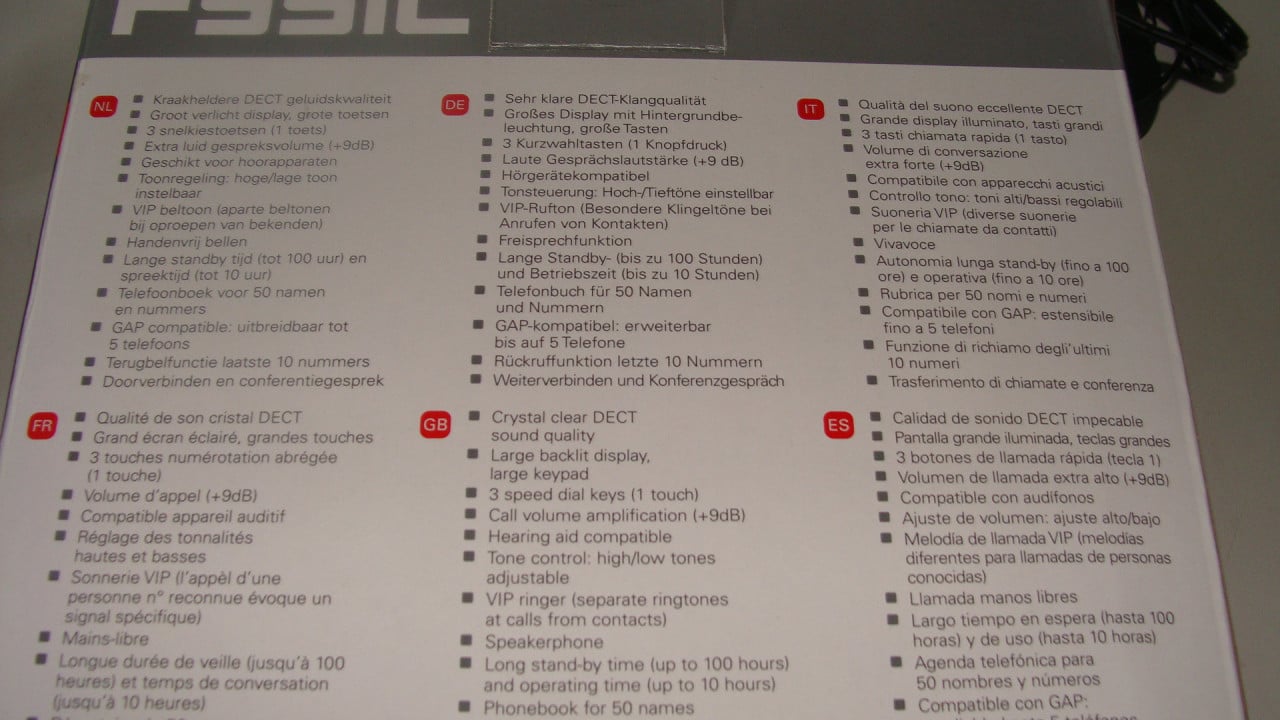 NL
Kraakheldere DECT geluidskwaliteit
Groot verlicht display, grote toetsen
3 snelkiestoetsen (1 toets)
Extra luid gespreksvolume (+9dB)
Geschikt voor hoorapparaten
Toonregeling: hoge/lage toon
instelbaar
VIP beltoon (aparte beltonen
bij oproepen van bekenden)
Handenvrij bellen
Lange standby tijd (tot 100 uur) en
spreektijd (tot 10 uur)
Telefoonboek voor 50 namen
en nummers
GAP compatible: uitbreidbaar tot
5 telefoons
Terugbelfunctie laatste 10 nummers
Doorverbinden en conferentiegesprek
DE
Sehr klare DECT-Klangqualität
Großes Display mit Hintergrundbe-
leuchtung, große Tasten
3 Kurzwahltasten (1 Knopfdruck)
Laute Gesprächslautstärke (+9 dB)
Hörgerätekompatibel
Tonsteuerung: Hoch-/Tieftöne einstellbar
VIP-Rufton (Besondere Klingeltöne bei
Anrufen von Kontakten)
Freisprechfunktion
Lange Standby- (bis zu 100 Stunden)
und Betriebszeit (bis zu 10 Stunden)
Telefonbuch für 50 Namen
und Nummern
GAP-kompatibel: erweiterbar
bis auf 5 Telefone
Rückruffunktion letzte 10 Nummern
Weiterverbinden und Konferenzgespräch
IT
Qualità del suono eccellente DECT
Grande display illuminato, tasti grandi
3 tasti chiamata rapida (1 tasto)
Volume di conversazione
extra forte (+9dB)
Compatibile con apparecchi acustici
Controllo tono: toni alti/bassi regolabili
Suoneria VIP (diverse suonerie
per le chiamate da contatti)
Vivavoce
Autonomia lunga stand-by (fino a 100
ore) e operativa (fino a 10 ore)
Rubrica per 50 nomi e numeri
Compatibile con GAP: estensibile
fino a 5 telefoni
Funzione di richiamo degli'ultimi
10 numeri
Trasferimento di chiamate e conferenza
FR
Qualité de son cristal DECT
Grand écran éclairé, grandes touches
3 touches numérotation abrégée
(1 touche)
Volume d'appel (+9dB)
Compatible appareil auditif
Réglage des tonnalités
hautes et basses
Sonnerie VIP (l'appèl d'une
personne n° reconnue évoque un
signal spécifique)
Mains-libre
Longue durée de veille (jusqu'à 100
heures) et temps de conversation
(jusqu'à 10 heures)
GB
Crystal clear DECT
sound quality
Large backlit display,
large keypad
3 speed dial keys (1 touch)
Call volume amplification (+9dB)
Hearing aid compatible
Tone control: high/low tones
adjustable
VIP ringer (separate ringtones
at calls from contacts)
Speakerphone
Long stand-by time (up to 100 hours)
and operating time (up to 10 hours)
Phonebook for 50 names
ES
Calidad de sonido DECT impecable
Pantalla grande iluminada, teclas grandes
3 botones de llamada rápida (tecla 1)
Volumen de llamada extra alto (+9dB)
Compatible con audífonos
Ajuste de volumen: ajuste alto/bajo
Melodía de llamada VIP (melodías
diferentes para llamadas de personas
conocidas)
Llamada manos libres
Largo tiempo en espera (hasta 100
horas) y de uso (hasta 10 horas)
Agenda telefónica para
50 nombres y números
Compatible con GAP: